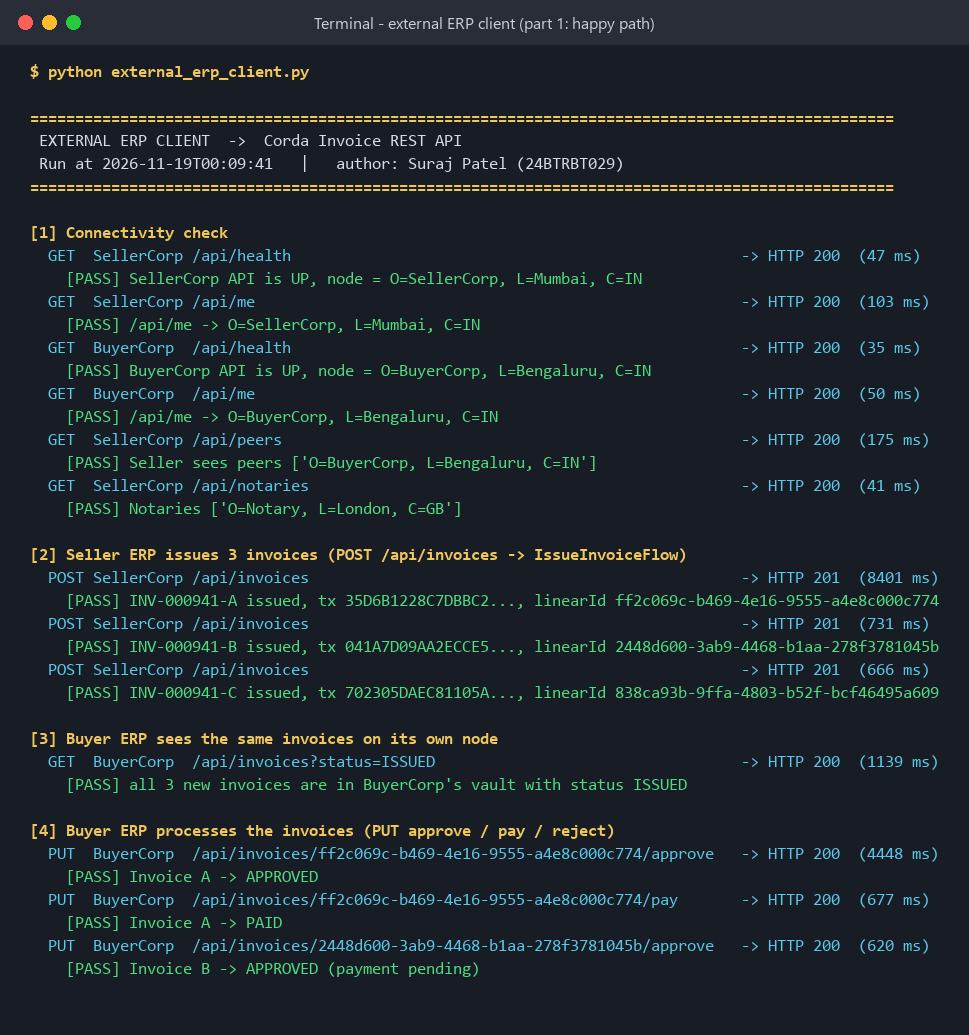 Terminal - external ERP client (part 1: happy path)
$ python external_erp_client.py
================================================================================================
EXTERNAL ERP CLIENT -> Corda Invoice REST API
Run at 2026-11-19T00:09:41 | author: Suraj Patel (24BTRBT029)
================================================================================================
[1] Connectivity check
GET SellerCorp /api/health -> HTTP 200 (47 ms)
[PASS] SellerCorp API is UP, node = O=SellerCorp, L=Mumbai, C=IN
GET SellerCorp /api/me -> HTTP 200 (103 ms)
[PASS] /api/me -> O=SellerCorp, L=Mumbai, C=IN
GET BuyerCorp /api/health -> HTTP 200 (35 ms)
[PASS] BuyerCorp API is UP, node = O=BuyerCorp, L=Bengaluru, C=IN
GET BuyerCorp /api/me -> HTTP 200 (50 ms)
[PASS] /api/me -> O=BuyerCorp, L=Bengaluru, C=IN
GET SellerCorp /api/peers -> HTTP 200 (175 ms)
[PASS] Seller sees peers ['O=BuyerCorp, L=Bengaluru, C=IN']
GET SellerCorp /api/notaries -> HTTP 200 (41 ms)
[PASS] Notaries ['O=Notary, L=London, C=GB']
[2] Seller ERP issues 3 invoices (POST /api/invoices -> IssueInvoiceFlow)
POST SellerCorp /api/invoices -> HTTP 201 (8401 ms)
[PASS] INV-000941-A issued, tx 35D6B1228C7DBBC2..., linearId ff2c069c-b469-4e16-9555-a4e8c000c774
POST SellerCorp /api/invoices -> HTTP 201 (731 ms)
[PASS] INV-000941-B issued, tx 041A7D09AA2ECCE5..., linearId 2448d600-3ab9-4468-b1aa-278f3781045b
POST SellerCorp /api/invoices -> HTTP 201 (666 ms)
[PASS] INV-000941-C issued, tx 702305DAEC81105A..., linearId 838ca93b-9ffa-4803-b52f-bcf46495a609
[3] Buyer ERP sees the same invoices on its own node
GET BuyerCorp /api/invoices?status=ISSUED -> HTTP 200 (1139 ms)
[PASS] all 3 new invoices are in BuyerCorp's vault with status ISSUED
[4] Buyer ERP processes the invoices (PUT approve / pay / reject)
PUT BuyerCorp /api/invoices/ff2c069c-b469-4e16-9555-a4e8c000c774/approve -> HTTP 200 (4448 ms)
[PASS] Invoice A -> APPROVED
PUT BuyerCorp /api/invoices/ff2c069c-b469-4e16-9555-a4e8c000c774/pay -> HTTP 200 (677 ms)
[PASS] Invoice A -> PAID
PUT BuyerCorp /api/invoices/2448d600-3ab9-4468-b1aa-278f3781045b/approve -> HTTP 200 (620 ms)
[PASS] Invoice B -> APPROVED (payment pending)